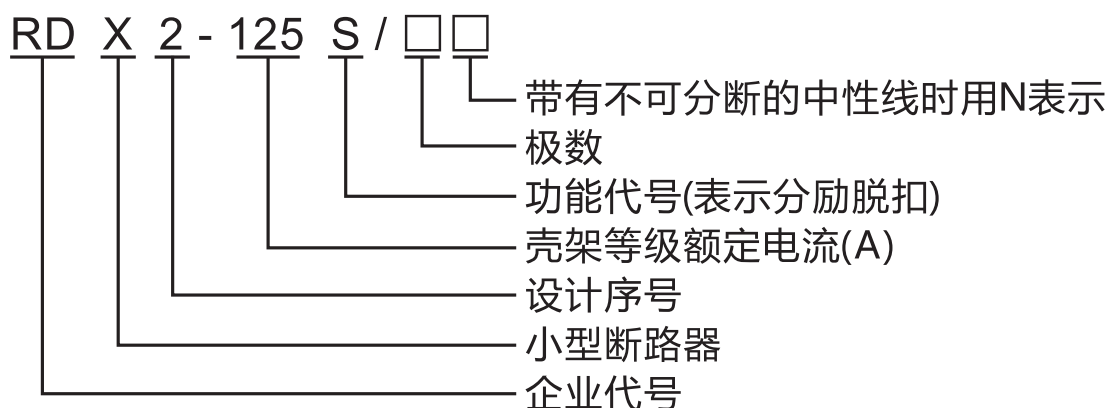 RD X 2 - 125 S / □ □
带有不可分断的中性线时用N表示
极数
功能代号(表示分励脱扣)
壳架等级额定电流(A)
设计序号
小型断路器
企业代号